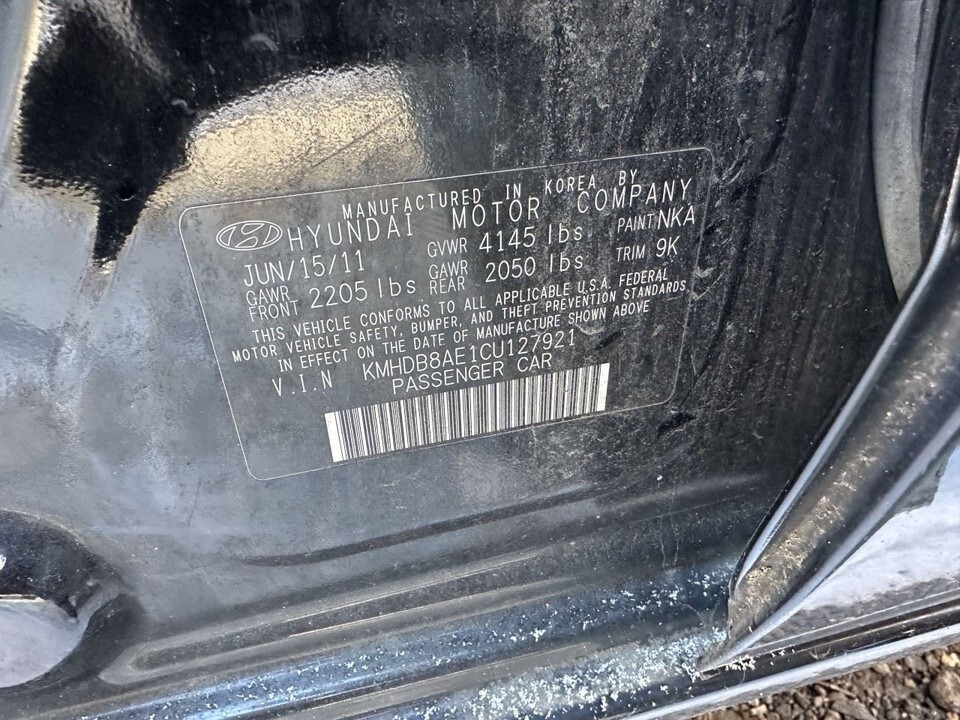 MANUFACTURED IN KOREA BY
HYUNDAI MOTOR COMPANY
JUN/15/11 GVWR 4145 lbs PAINT NKA
GAWR FRONT 2205 lbs GAWR REAR 2050 lbs TRIM 9K
THIS VEHICLE CONFORMS TO ALL APPLICABLE U.S.A. FEDERAL
MOTOR VEHICLE SAFETY, BUMPER, AND THEFT PREVENTION STANDARDS
IN EFFECT ON THE DATE OF MANUFACTURE SHOWN ABOVE
V.I.N KMHDB8AE1CU127921
PASSENGER CAR